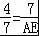 4/7 = 7/AE